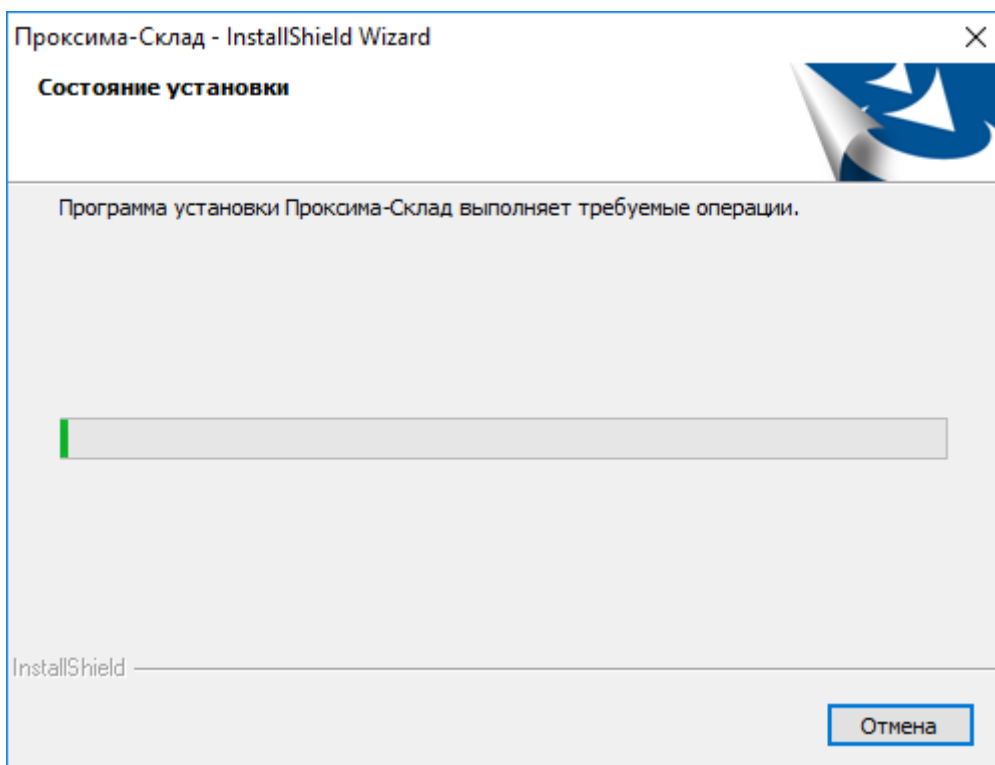 Проксима-Склад - InstallShield Wizard
Состояние установки
Программа установки Проксима-Склад выполняет требуемые операции.
InstallShield
Отмена